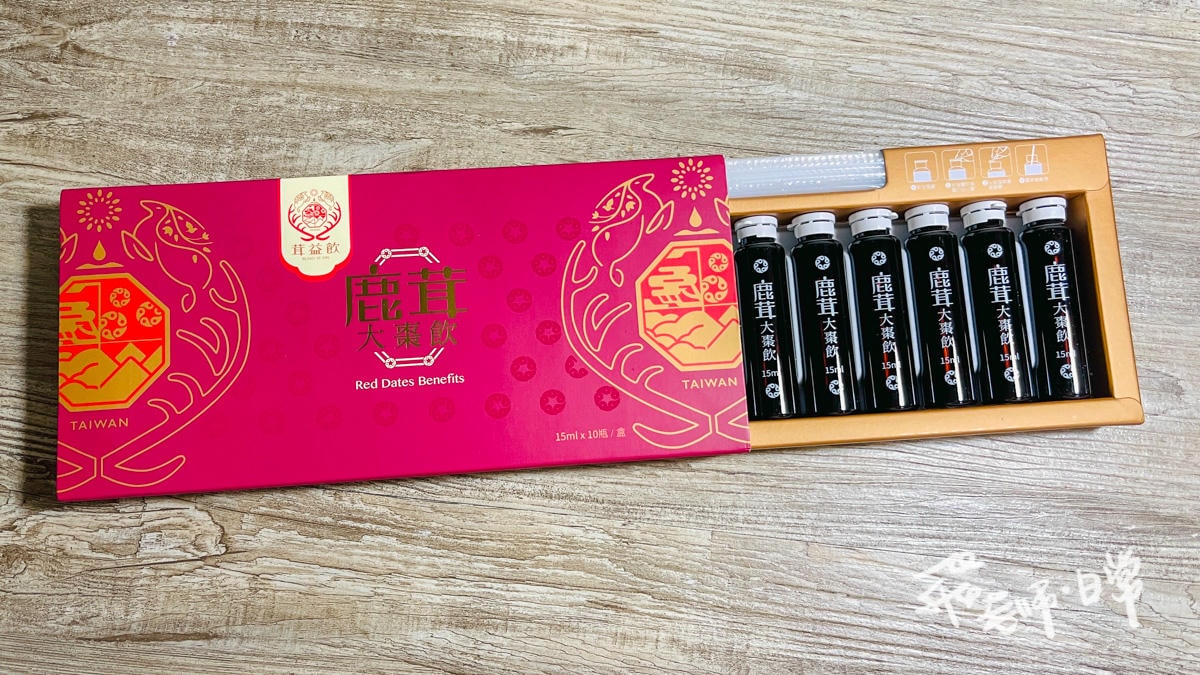 茸益飲
鹿茸
大棗飲
Red Dates Benefits
15ml x 10瓶 / 盒
TAIWAN
TAIWAN
鹿茸大棗飲
15ml
鹿茸大棗飲
15ml
鹿茸大棗飲
15ml
鹿茸大棗飲
15ml
鹿茸大棗飲
15ml
鹿茸大棗飲
15ml